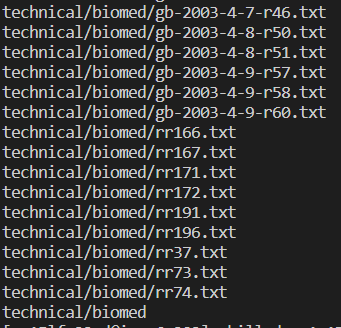 technical/biomed/gb-2003-4-7-r46.txt
technical/biomed/gb-2003-4-8-r50.txt
technical/biomed/gb-2003-4-8-r51.txt
technical/biomed/gb-2003-4-9-r57.txt
technical/biomed/gb-2003-4-9-r58.txt
technical/biomed/gb-2003-4-9-r60.txt
technical/biomed/rr166.txt
technical/biomed/rr167.txt
technical/biomed/rr171.txt
technical/biomed/rr172.txt
technical/biomed/rr191.txt
technical/biomed/rr196.txt
technical/biomed/rr37.txt
technical/biomed/rr73.txt
technical/biomed/rr74.txt
technical/biomed